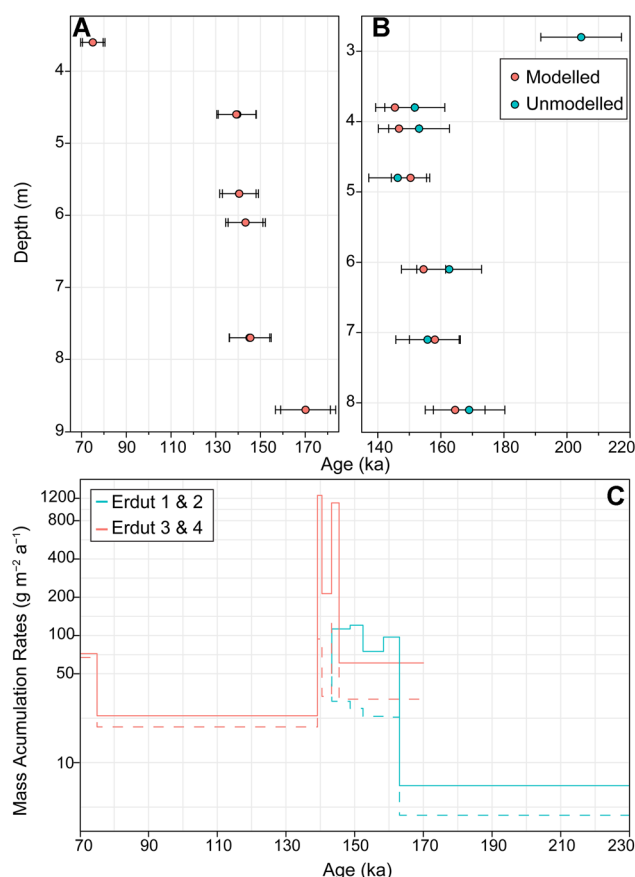 A
B
Modelled
Unmodelled
Depth (m)
4
5
6
7
8
9
3
4
5
6
7
8
70 90 110 130 150 170
140 160 180 200 220
Age (ka)
Erdut 1 & 2
Erdut 3 & 4
C
Mass Acumulation Rates (g m⁻² a⁻¹)
1200
800
400
200
100
50
10
70 90 110 130 150 170 190 210 230
Age (ka)